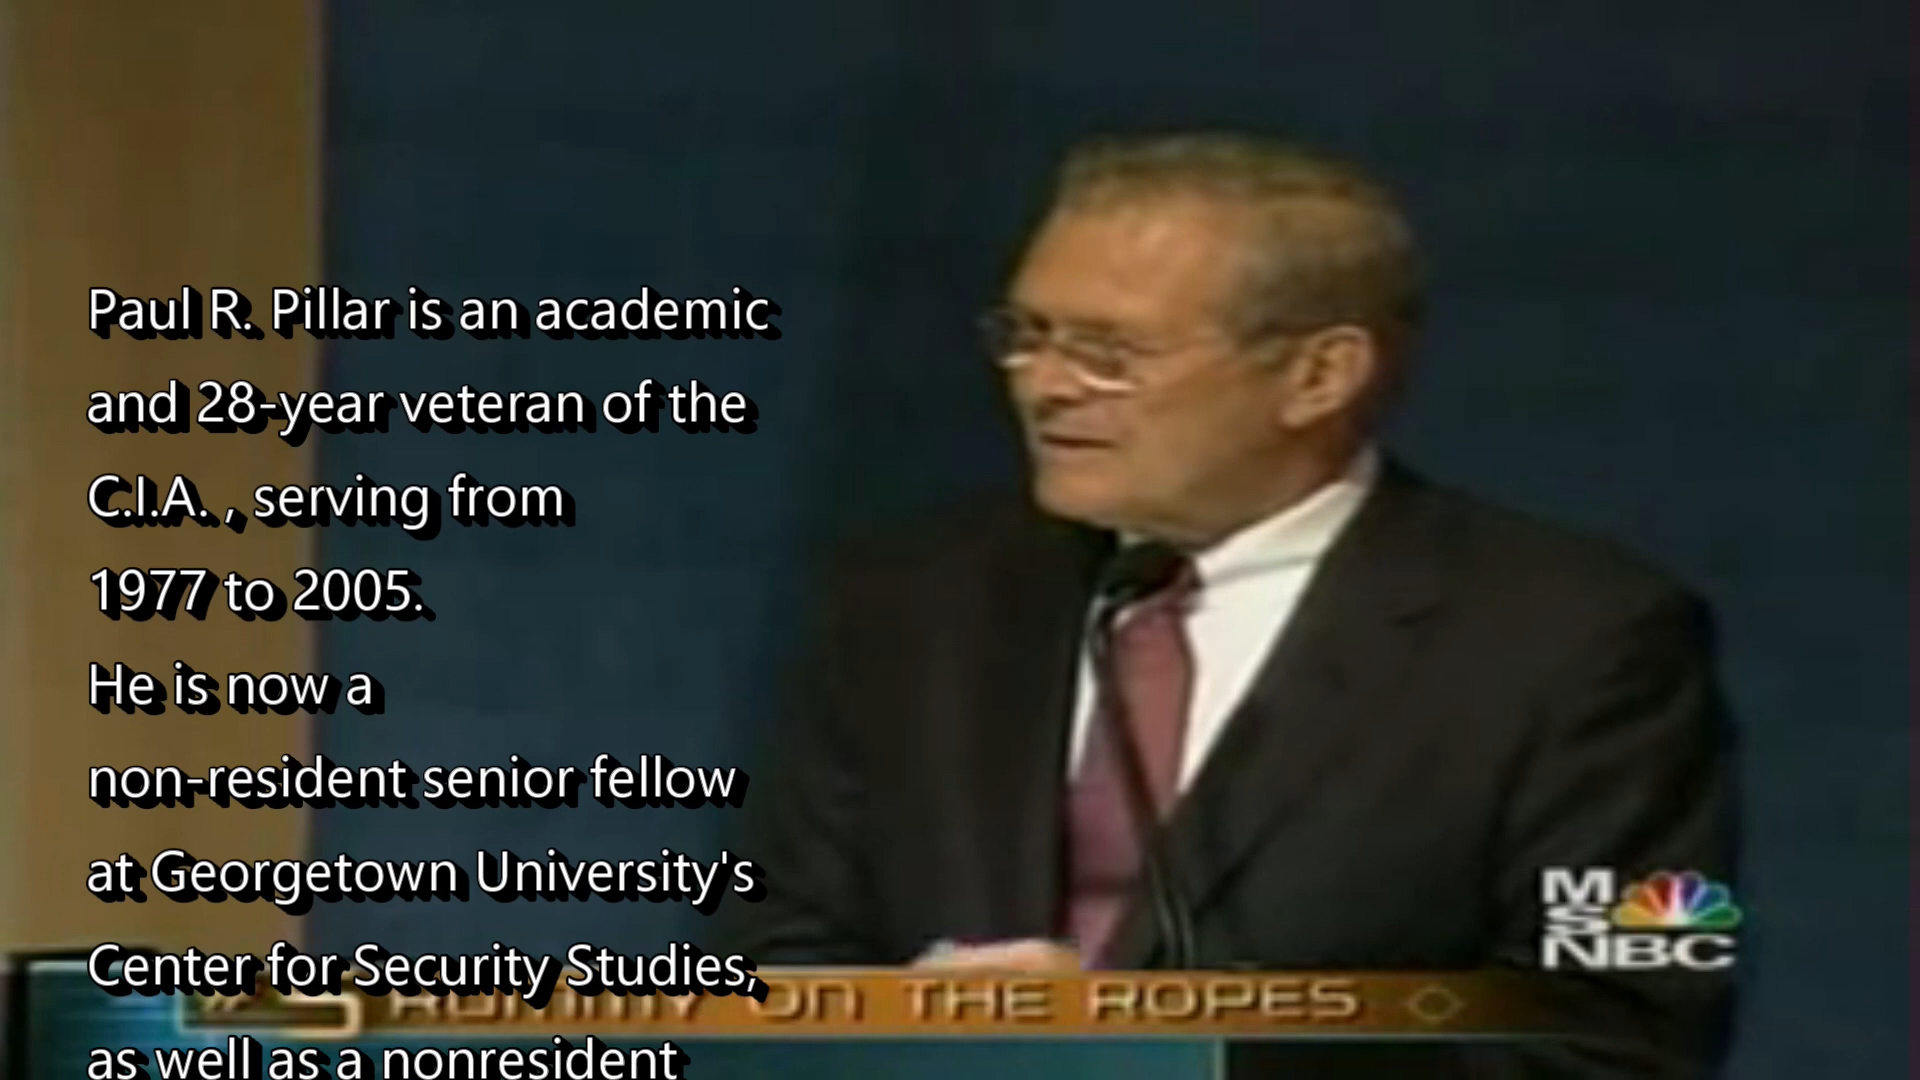 Paul R. Pillar is an academic
and 28-year veteran of the
C.I.A. , serving from
1977 to 2005.
He is now a
non-resident senior fellow
at Georgetown University's
Center for Security Studies,
as well as a nonresident
RUMMY ON THE ROPES
MSNBC